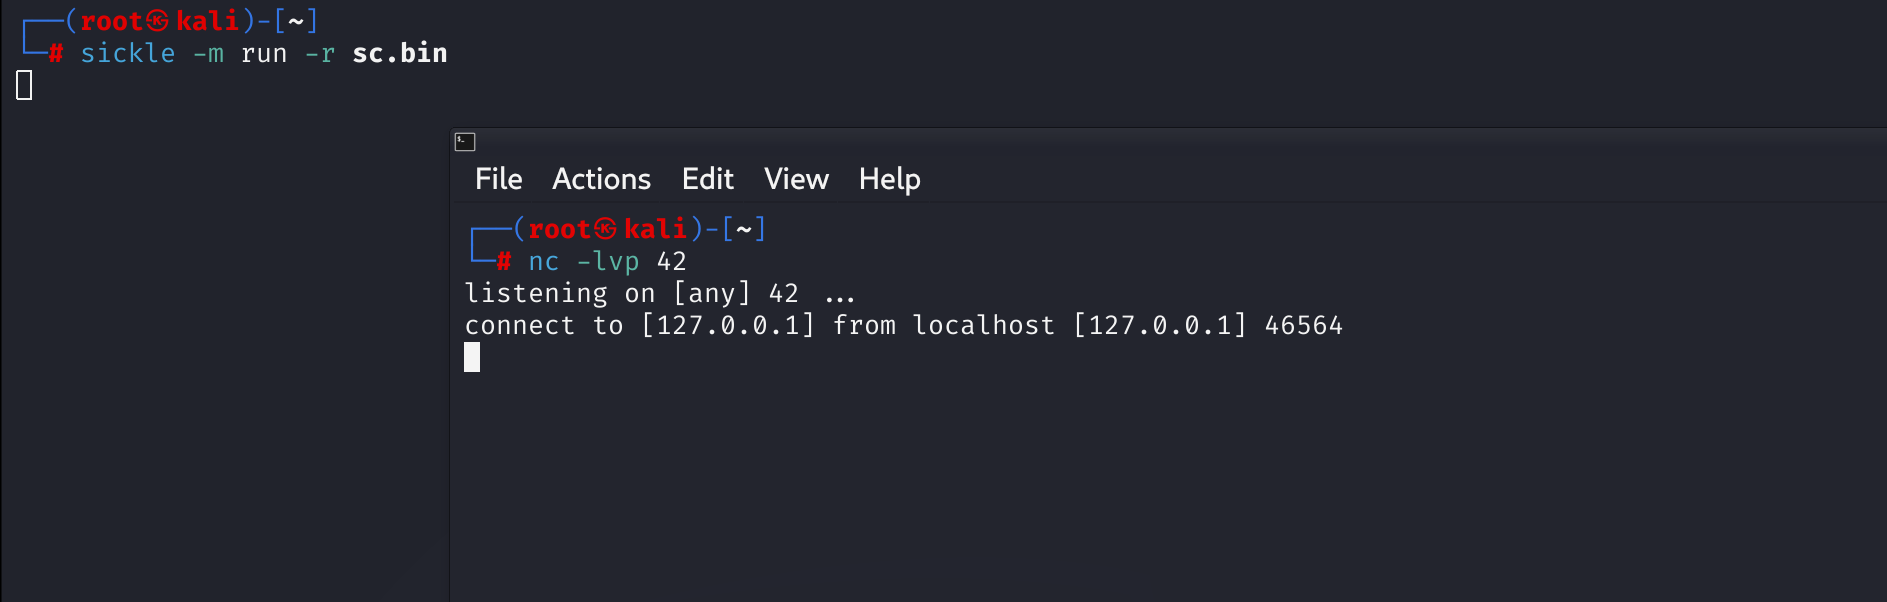 ┌──(root㉿kali)-[~]
└─# sickle -m run -r sc.bin
File Actions Edit View Help
┌──(root㉿kali)-[~]
└─# nc -lvp 42
listening on [any] 42 ...
connect to [127.0.0.1] from localhost [127.0.0.1] 46564